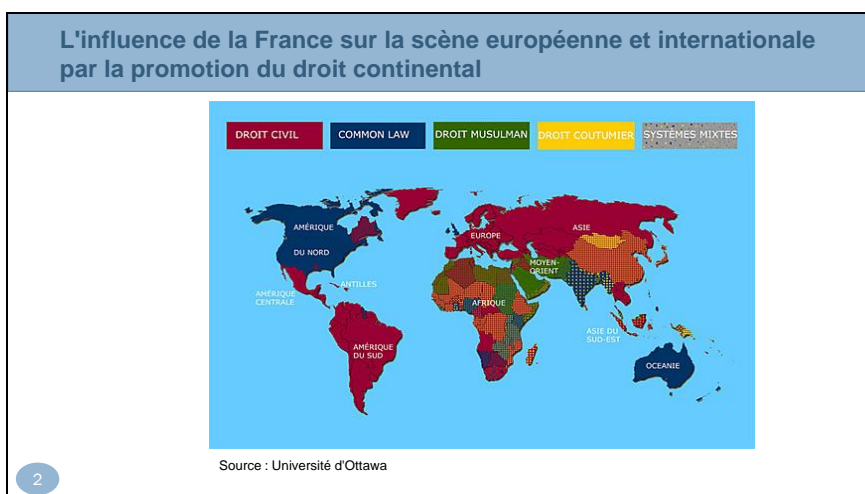 L'influence de la France sur la scène européenne et internationale
par la promotion du droit continental
DROIT CIVIL
COMMON LAW
DROIT MUSULMAN
DROIT COUTUMIER
SYSTÈMES MIXTES
AMÉRIQUE
DU NORD
EUROPE
ASIE
MOYEN-
ORIENT
ANTILLES
AMÉRIQUE
CENTRALE
AFRIQUE
AMÉRIQUE
DU SUD
ASIE DU
SUD-EST
OCEANIE
Source : Université d'Ottawa
2